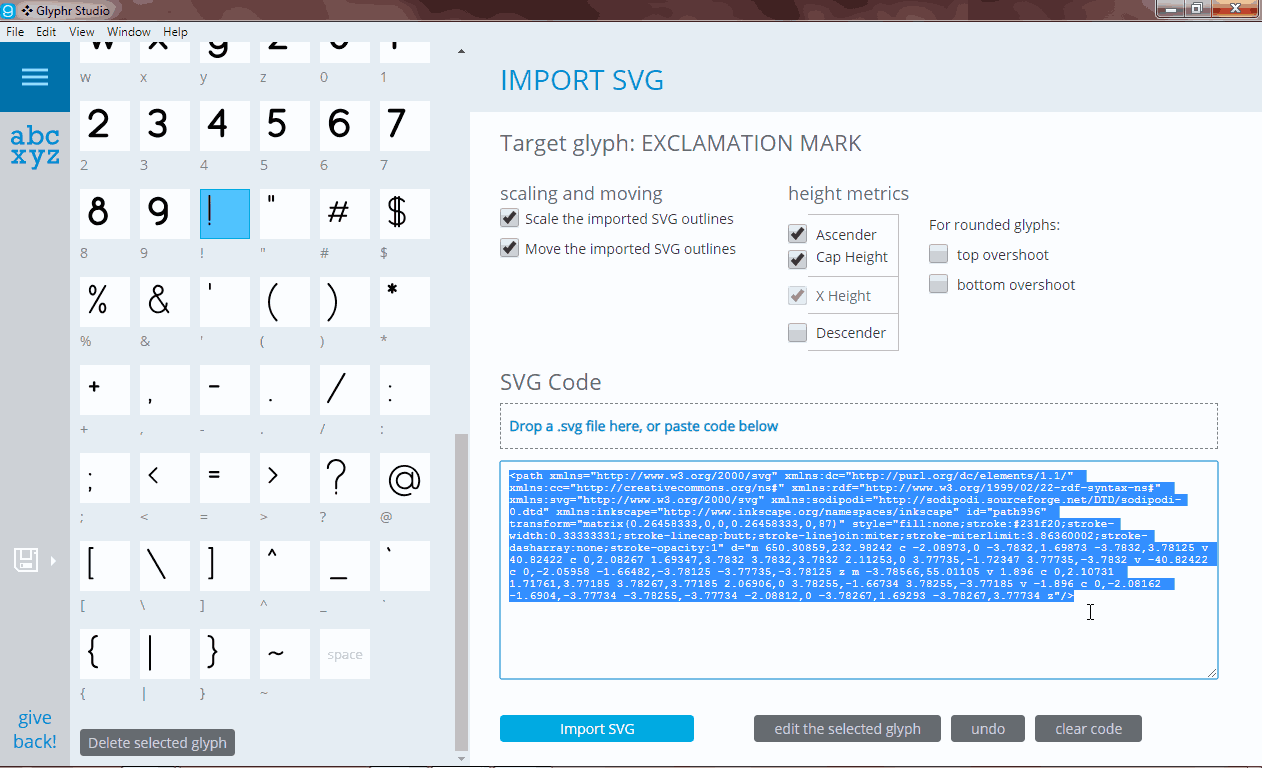 Glyphr Studio
File Edit View Window Help
abc
xyz
give
back!
w x y z 0 1
2 3 4 5 6 7
2 3 4 5 6 7
8 9 ! " # $
8 9 ! " # $
% & ' ( ) *
% & ' ( ) *
+ , - . / :
+ , - . / :
; < = > ? @
; < = > ? @
[ \ ] ^ _ `
[ \ ] ^ _ `
{ | } ~ space
{ | } ~
Delete selected glyph
IMPORT SVG
Target glyph: EXCLAMATION MARK
scaling and moving
Scale the imported SVG outlines
Move the imported SVG outlines
height metrics
Ascender
Cap Height
X Height
Descender
For rounded glyphs:
top overshoot
bottom overshoot
SVG Code
Drop a .svg file here, or paste code below
<path xmlns="http://www.w3.org/2000/svg" xmlns:dc="http://purl.org/dc/elements/1.1/"
xmlns:cc="http://creativecommons.org/ns#" xmlns:rdf="http://www.w3.org/1999/02/22-rdf-syntax-ns#"
xmlns:svg="http://www.w3.org/2000/svg" xmlns:sodipodi="http://sodipodi.sourceforge.net/DTD/sodipodi-
0.dtd" xmlns:inkscape="http://www.inkscape.org/namespaces/inkscape" id="path996"
transform="matrix(0.26458333,0,0,0.26458333,0,87)" style="fill:none;stroke:#231f20;stroke-
width:0.33333331;stroke-linecap:butt;stroke-linejoin:miter;stroke-miterlimit:3.86360002;stroke-
dasharray:none;stroke-opacity:1" d="m 650.30859,232.98242 c -2.08973,0 -3.7832,1.69873 -3.7832,3.78125 v
40.82422 c 0,2.08267 1.69347,3.7832 3.7832,3.7832 2.11253,0 3.77735,-1.72347 3.77735,-3.7832 v -40.82422
c 0,-2.05958 -1.66482,-3.78125 -3.77735,-3.78125 z m -3.78566,55.01105 v 1.896 c 0,2.10731
1.71761,3.77185 3.78267,3.77185 2.06906,0 3.78255,-1.66734 3.78255,-3.77185 v -1.896 c 0,-2.08162
-1.6904,-3.77734 -3.78255,-3.77734 -2.08812,0 -3.78267,1.69293 -3.78267,3.77734 z"/>
Import SVG
edit the selected glyph
undo
clear code